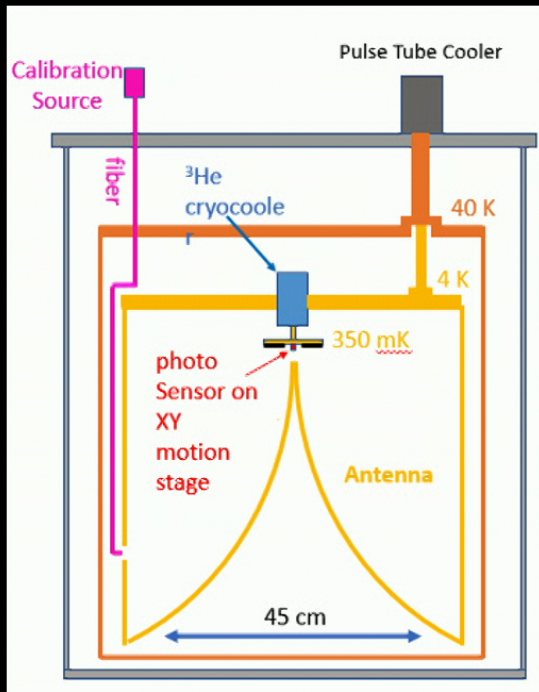 Pulse Tube Cooler
Calibration
Source
fiber
³He
cryocoole
r
40 K
4 K
350 mK
photo
Sensor on
XY
motion
stage
Antenna
45 cm